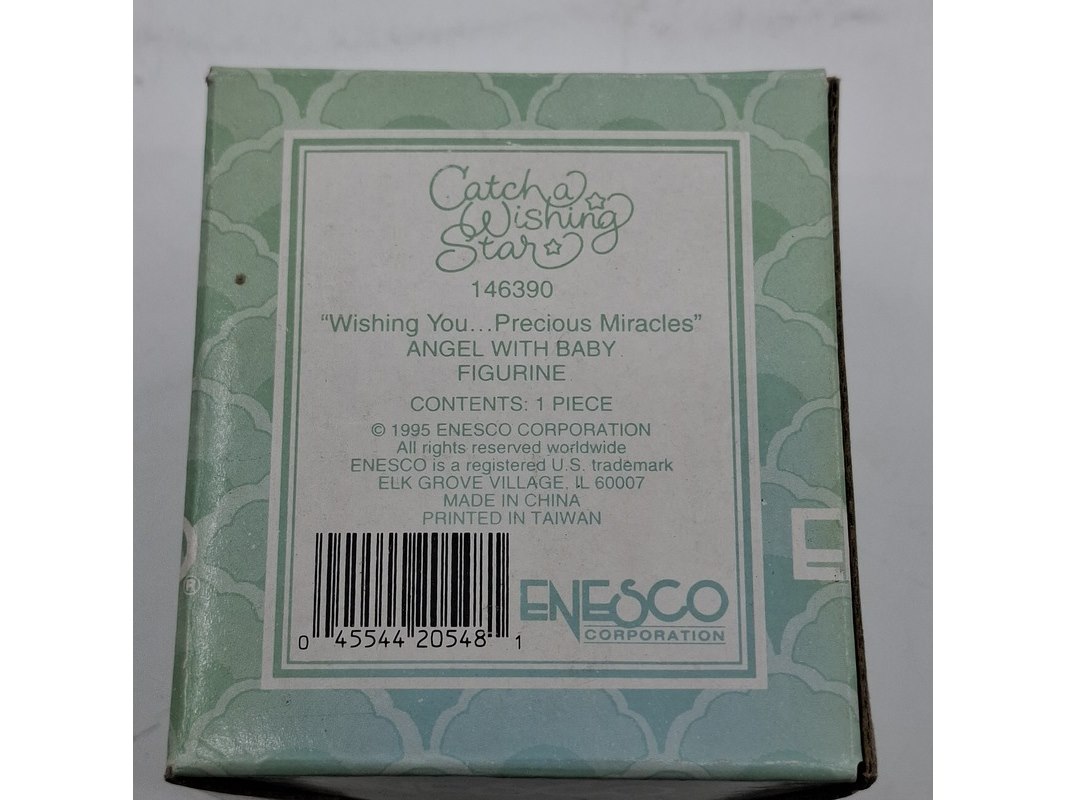 Catch a
Wishing
Star
146390
“Wishing You...Precious Miracles”
ANGEL WITH BABY
FIGURINE
CONTENTS: 1 PIECE
© 1995 ENESCO CORPORATION
All rights reserved worldwide
ENESCO is a registered U.S. trademark
ELK GROVE VILLAGE, IL 60007
MADE IN CHINA
PRINTED IN TAIWAN
0 45544 20548 1
ENESCO
CORPORATION
O®
E